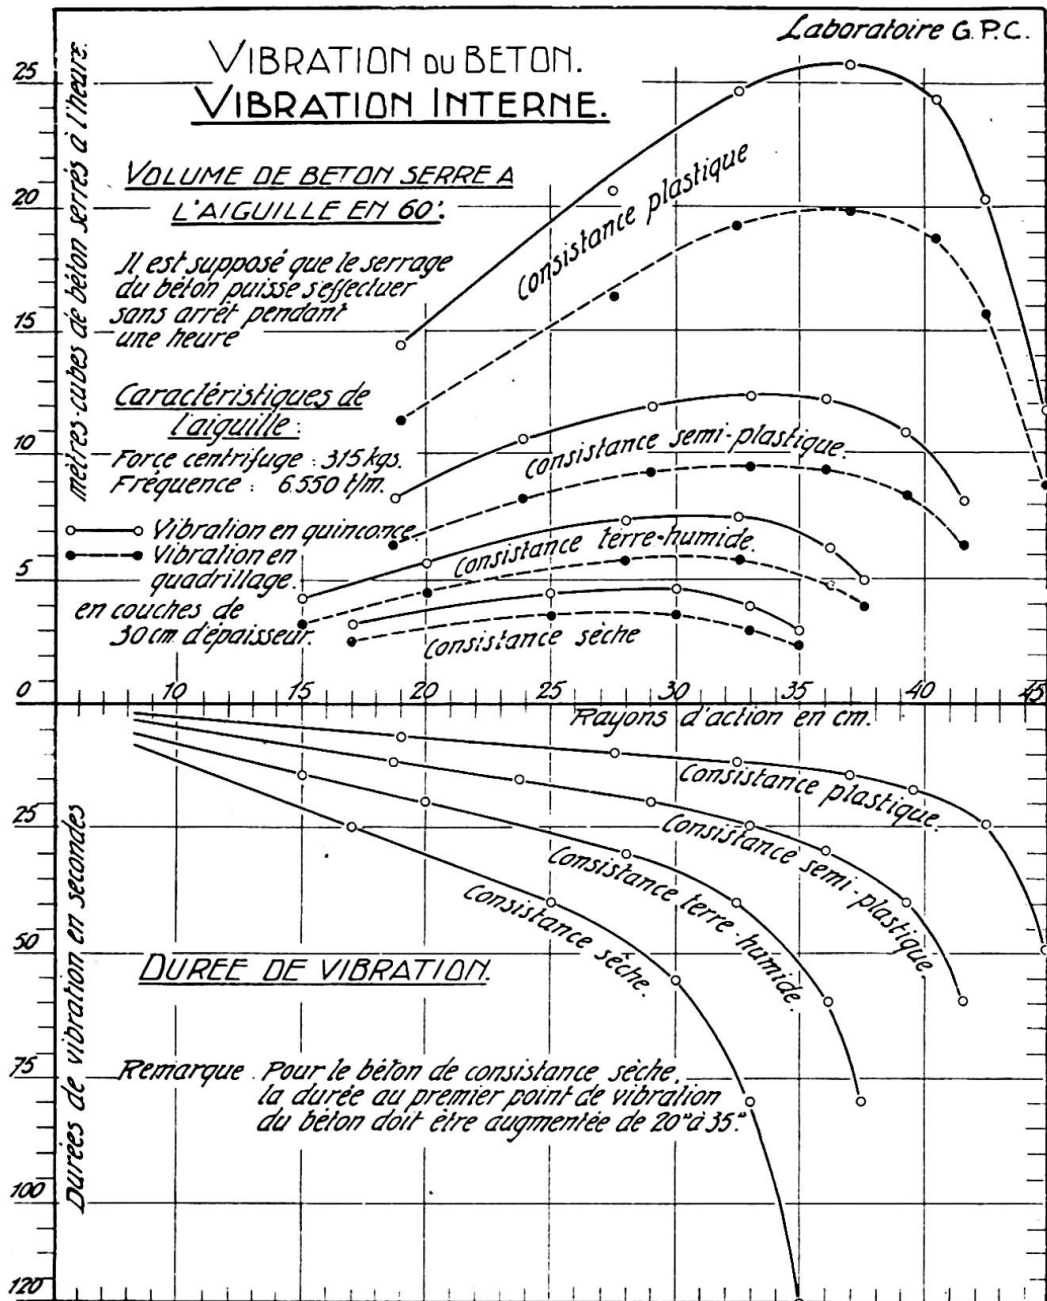 Laboratoire G.P.C.
VIBRATION DU BETON.
VIBRATION INTERNE.
VOLUME DE BETON SERRE A
L'AIGUILLE EN 60'.
Il est supposé que le serrage
du béton puisse s'effectuer
sans arrêt pendant
une heure
Caractéristiques de
l'aiguille :
Force centrifuge : 315 kgs.
Fréquence : 6.550 t/m.
Vibration en quinconce
Vibration en
quadrillage.
en couches de
30 cm d'épaisseur.
mètres-cubes de béton serrés à l'heure.
25
20
15
10
5
0
Consistance plastique
Consistance semi-plastique.
Consistance terre-humide.
Consistance sèche
10
15
20
25
30
35
40
45
Rayons d'action en cm.
Consistance plastique.
Consistance semi-plastique.
Consistance terre-humide.
Consistance sèche.
Durées de vibration en secondes
25
50
75
100
120
DUREE DE VIBRATION.
Remarque . Pour le béton de consistance sèche,
la durée au premier point de vibration
du béton doit être augmentée de 20" à 35".